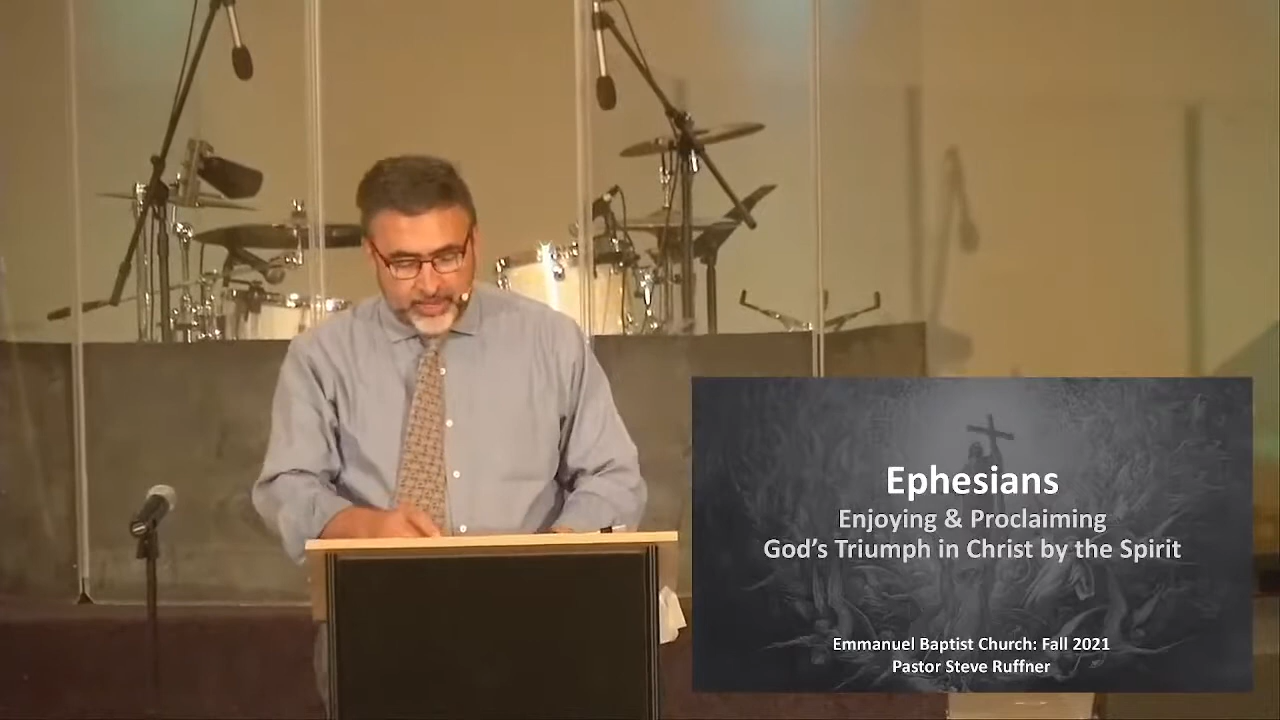 Ephesians
Enjoying & Proclaiming
God's Triumph in Christ by the Spirit
Emmanuel Baptist Church: Fall 2021
Pastor Steve Ruffner